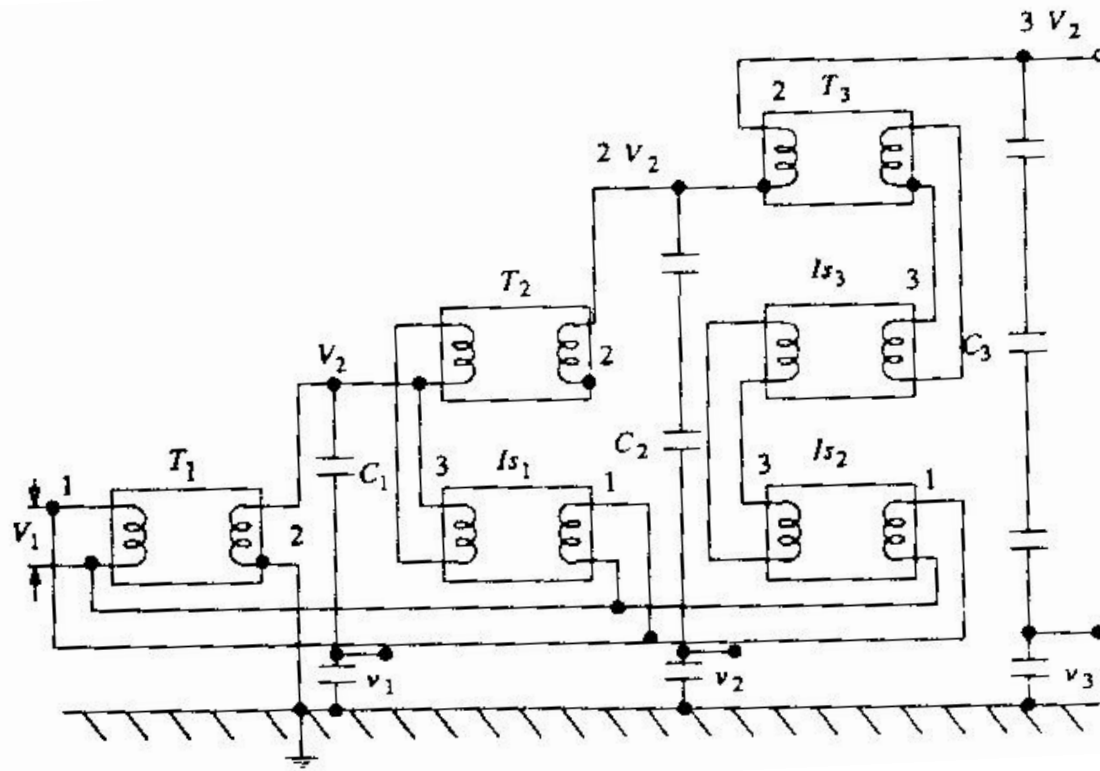 3 V₂
2 T₃
2 V₂
Is₃ 3
T₂
C₃
V₂ 2
C₂ 3 Is₂ 1
1 T₁ C₁ 3 Is₁ 1
V₁ 2
v₁ v₂ v₃